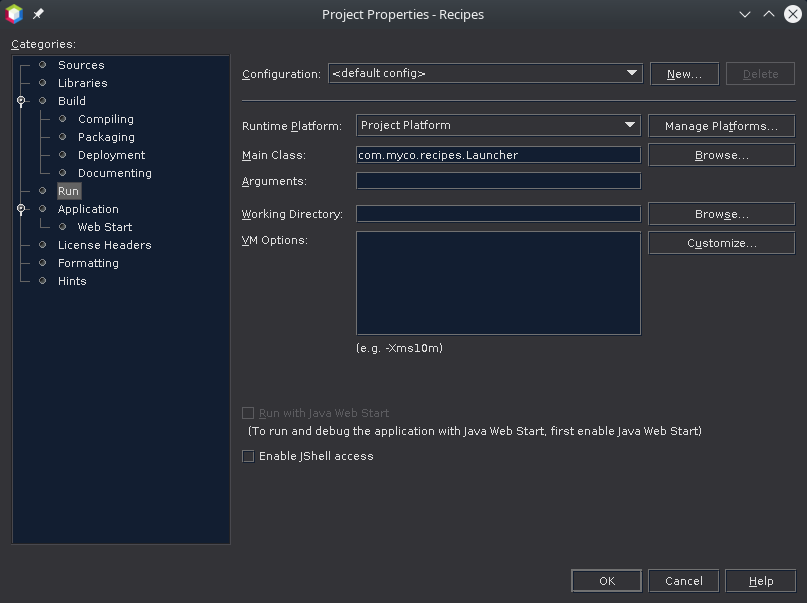 Project Properties - Recipes
Categories:
Sources
Libraries
Build
Compiling
Packaging
Deployment
Documenting
Run
Application
Web Start
License Headers
Formatting
Hints
Configuration: <default config> New... Delete
Runtime Platform: Project Platform Manage Platforms...
Main Class: com.myco.recipes.Launcher Browse...
Arguments:
Working Directory: Browse...
VM Options: Customize...
(e.g. -Xms10m)
Run with Java Web Start
(To run and debug the application with Java Web Start, first enable Java Web Start)
Enable JShell access
OK Cancel Help